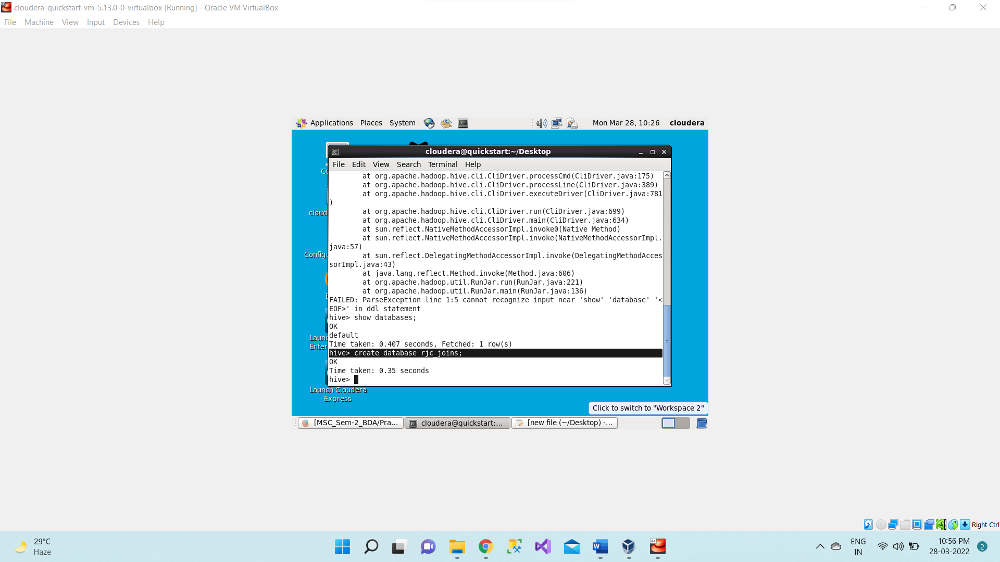 cloudera-quickstart-vm-5.13.0-0-virtualbox [Running] - Oracle VM VirtualBox
File Machine View Input Devices Help
Applications Places System Mon Mar 28, 10:26 cloudera
cloudera@quickstart:~/Desktop
File Edit View Search Terminal Help
at org.apache.hadoop.hive.cli.CliDriver.processCmd(CliDriver.java:175)
at org.apache.hadoop.hive.cli.CliDriver.processLine(CliDriver.java:389)
at org.apache.hadoop.hive.cli.CliDriver.executeDriver(CliDriver.java:781
)
at org.apache.hadoop.hive.cli.CliDriver.run(CliDriver.java:699)
at org.apache.hadoop.hive.cli.CliDriver.main(CliDriver.java:634)
at sun.reflect.NativeMethodAccessorImpl.invoke0(Native Method)
at sun.reflect.NativeMethodAccessorImpl.invoke(NativeMethodAccessorImpl.
java:57)
at sun.reflect.DelegatingMethodAccessorImpl.invoke(DelegatingMethodAcces
sorImpl.java:43)
at java.lang.reflect.Method.invoke(Method.java:606)
at org.apache.hadoop.util.RunJar.run(RunJar.java:221)
at org.apache.hadoop.util.RunJar.main(RunJar.java:136)
FAILED: ParseException line 1:5 cannot recognize input near 'show' 'database' '<
EOF>' in ddl statement
hive> show databases;
OK
default
Time taken: 0.407 seconds, Fetched: 1 row(s)
hive> create database rjc_joins;
OK
Time taken: 0.35 seconds
hive>
cloud
Config
Laun
Enter
Launch Cloudera
Express
Click to switch to "Workspace 2"
[MSC_Sem-2_BDA/Pra... cloudera@quickstart:... [new file (~/Desktop) -...
Right Ctrl
29°C
Haze
64
ENG
IN
10:56 PM
28-03-2022
2